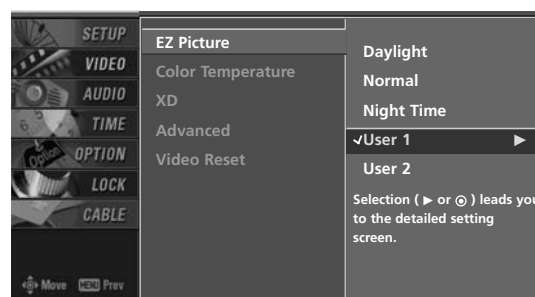 SETUP
VIDEO
AUDIO
TIME
OPTION
LOCK
CABLE
Move MENU Prev
EZ Picture
Color Temperature
XD
Advanced
Video Reset
Daylight
Normal
Night Time
✓User 1 ▶
User 2
Selection ( ▶ or ◉ ) leads you
to the detailed setting
screen.